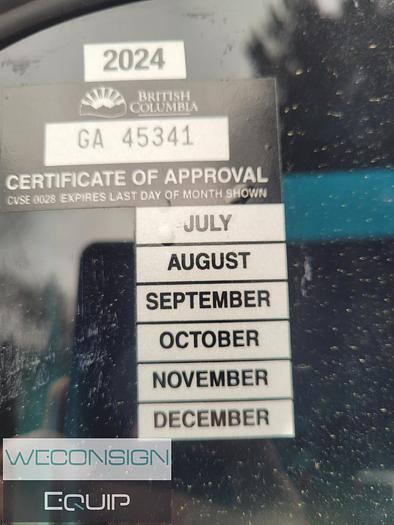 2024
BRITISH
COLUMBIA
GA 45341
CERTIFICATE OF APPROVAL
CVSE 0028 EXPIRES LAST DAY OF MONTH SHOWN
JULY
AUGUST
SEPTEMBER
OCTOBER
NOVEMBER
DECEMBER
WECONSIGN
EQUIP